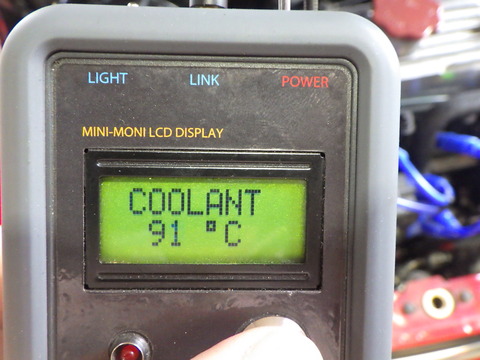 LIGHT LINK POWER
MINI-MONI LCD DISPLAY
COOLANT
91 °C